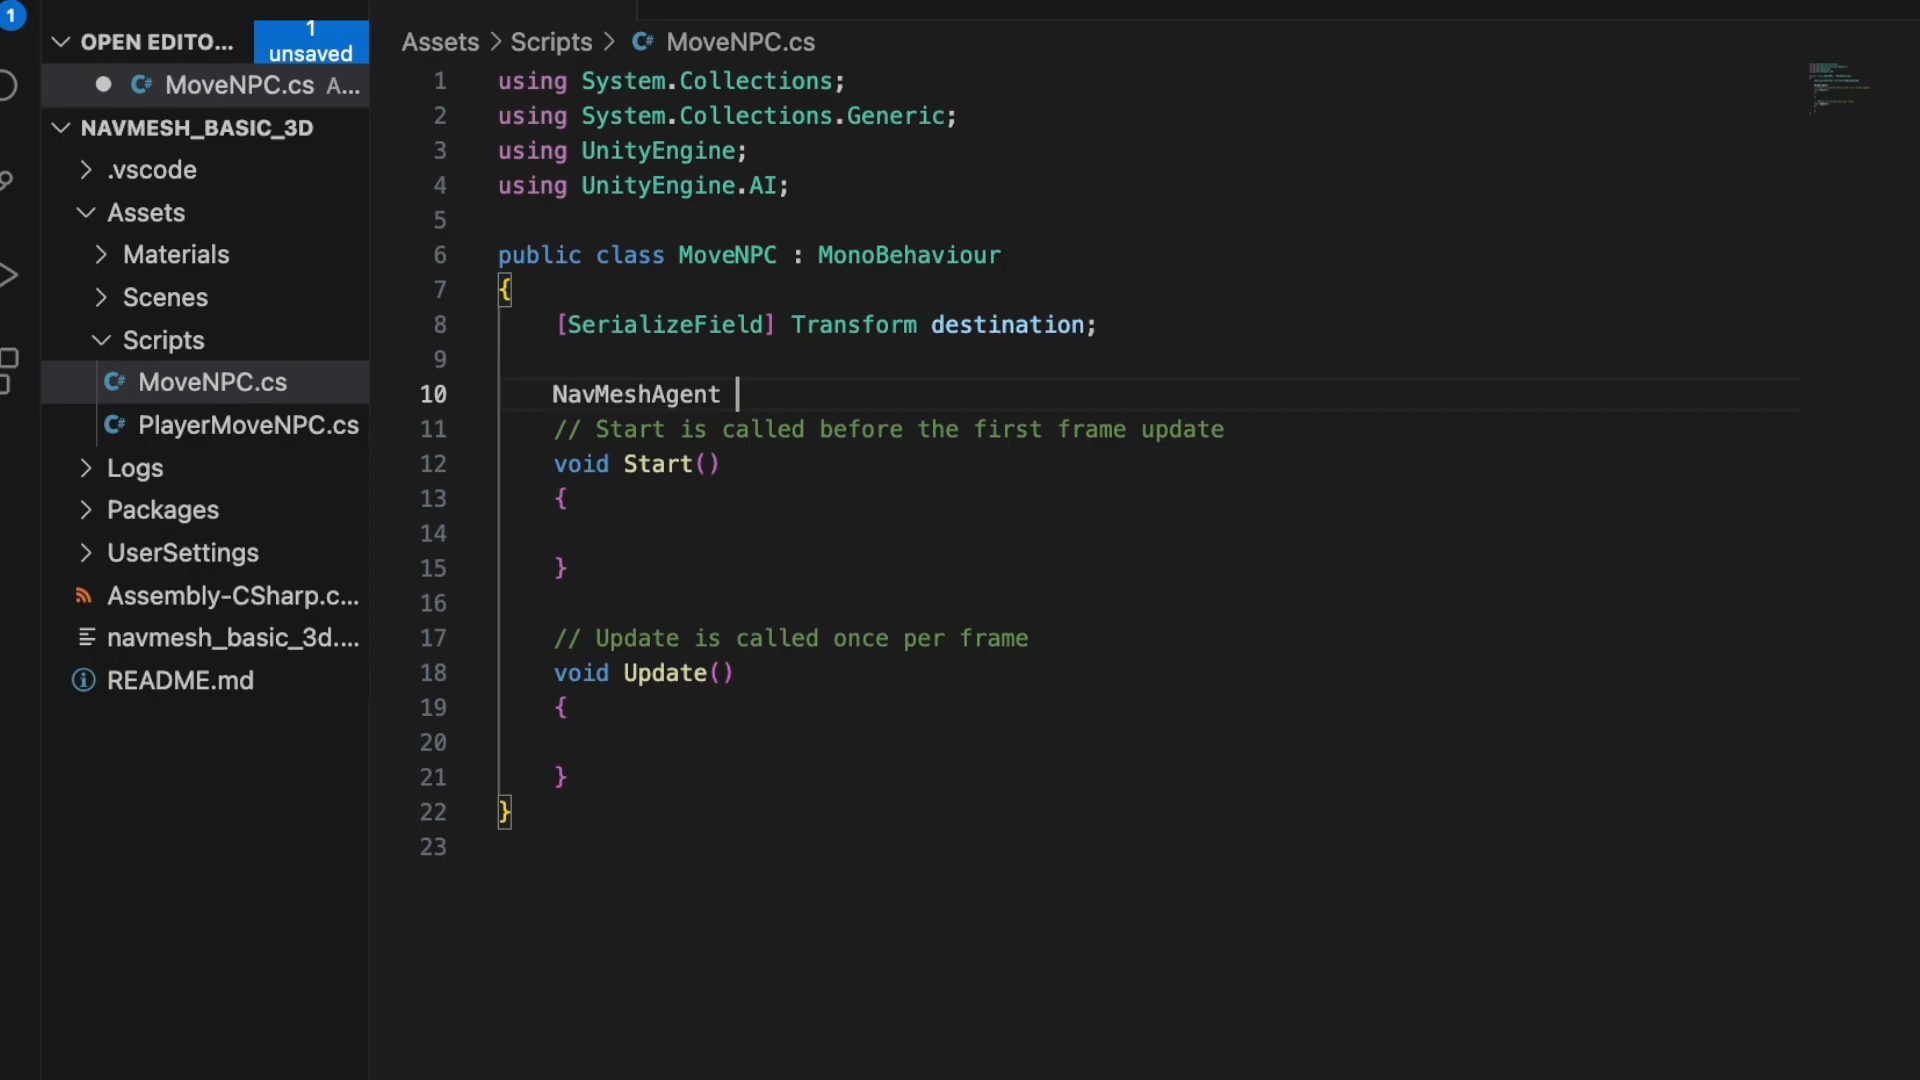 1
OPEN EDITO...
1
unsaved
MoveNPC.cs A...
NAVMESH_BASIC_3D
.vscode
Assets
Materials
Scenes
Scripts
MoveNPC.cs
PlayerMoveNPC.cs
Logs
Packages
UserSettings
Assembly-CSharp.c...
navmesh_basic_3d....
README.md
Assets > Scripts > MoveNPC.cs
1 using System.Collections;
2 using System.Collections.Generic;
3 using UnityEngine;
4 using UnityEngine.AI;
5
6 public class MoveNPC : MonoBehaviour
7 {
8 [SerializeField] Transform destination;
9
10 NavMeshAgent
11 // Start is called before the first frame update
12 void Start()
13 {
14
15 }
16
17 // Update is called once per frame
18 void Update()
19 {
20
21 }
22 }
23